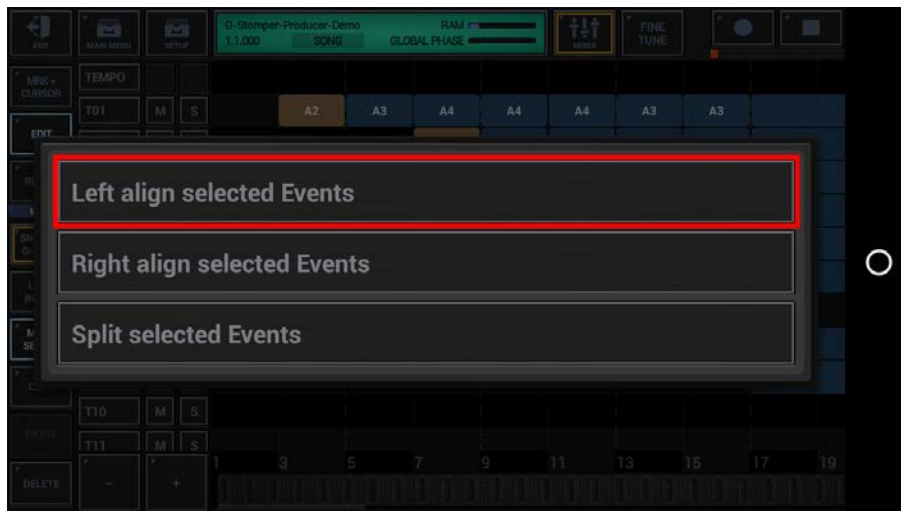 G-Stomper-Producer-Demo RAM
EXIT MAIN MENU SETUP 1.1.000 SONG GLOBAL PHASE MIXER FINE
TUNE
MRK+
CURSOR
TEMPO
T01 M S A2 A3 A4 A4 A4 A3 A3
EDIT
Left align selected Events
Right align selected Events
Split selected Events
T10 M S
PASTE
T11 M S
1 3 5 7 9 11 13 15 17 19
DELETE - +